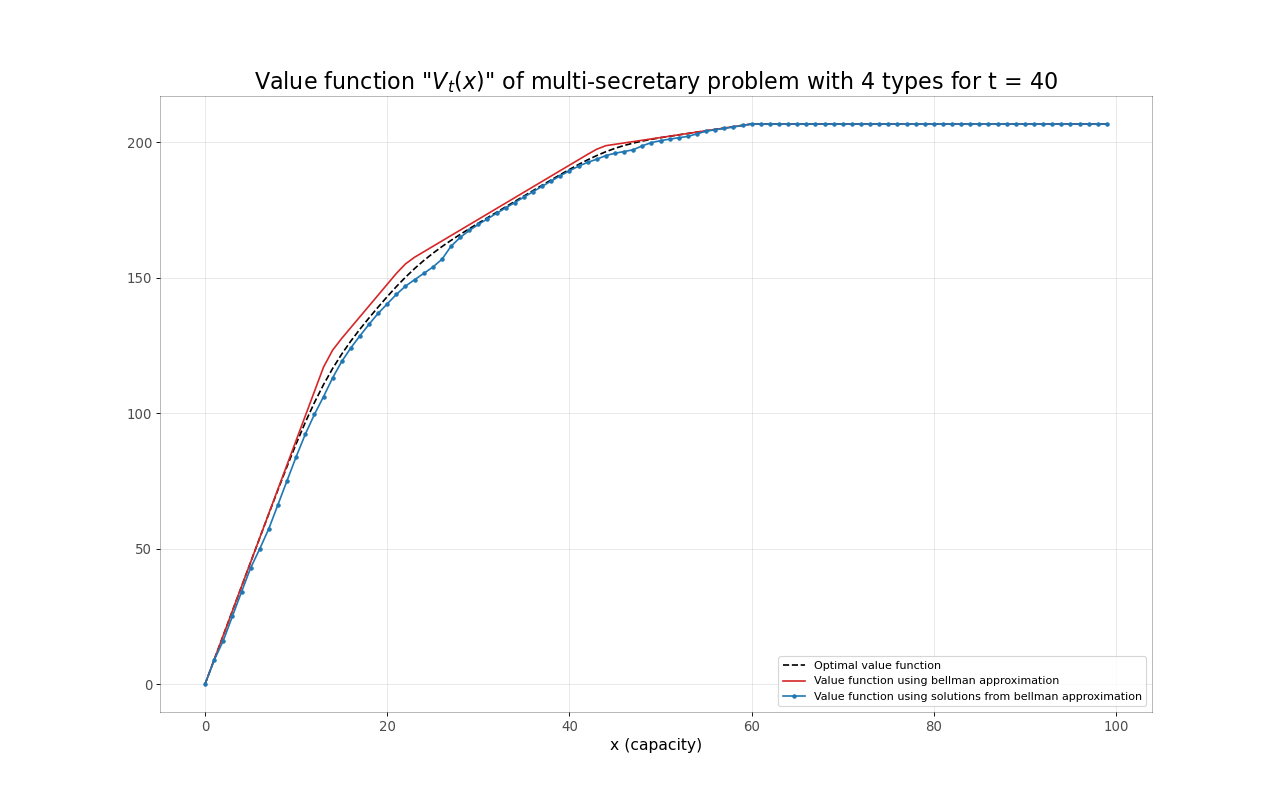 Value function "V_t(x)" of multi-secretary problem with 4 types for t = 40
200
150
100
50
0
0 20 40 60 80 100
x (capacity)
Optimal value function
Value function using bellman approximation
Value function using solutions from bellman approximation